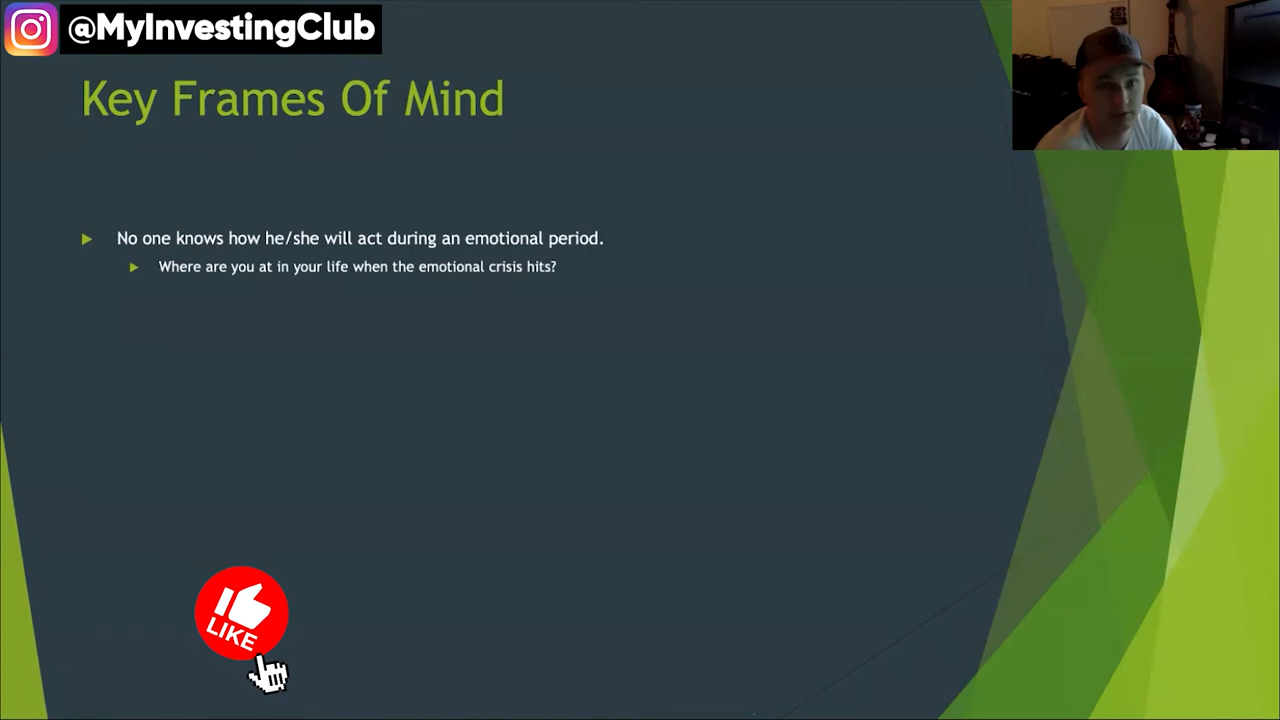 @MyInvestingClub
Key Frames Of Mind
No one knows how he/she will act during an emotional period.
Where are you at in your life when the emotional crisis hits?
LIKE